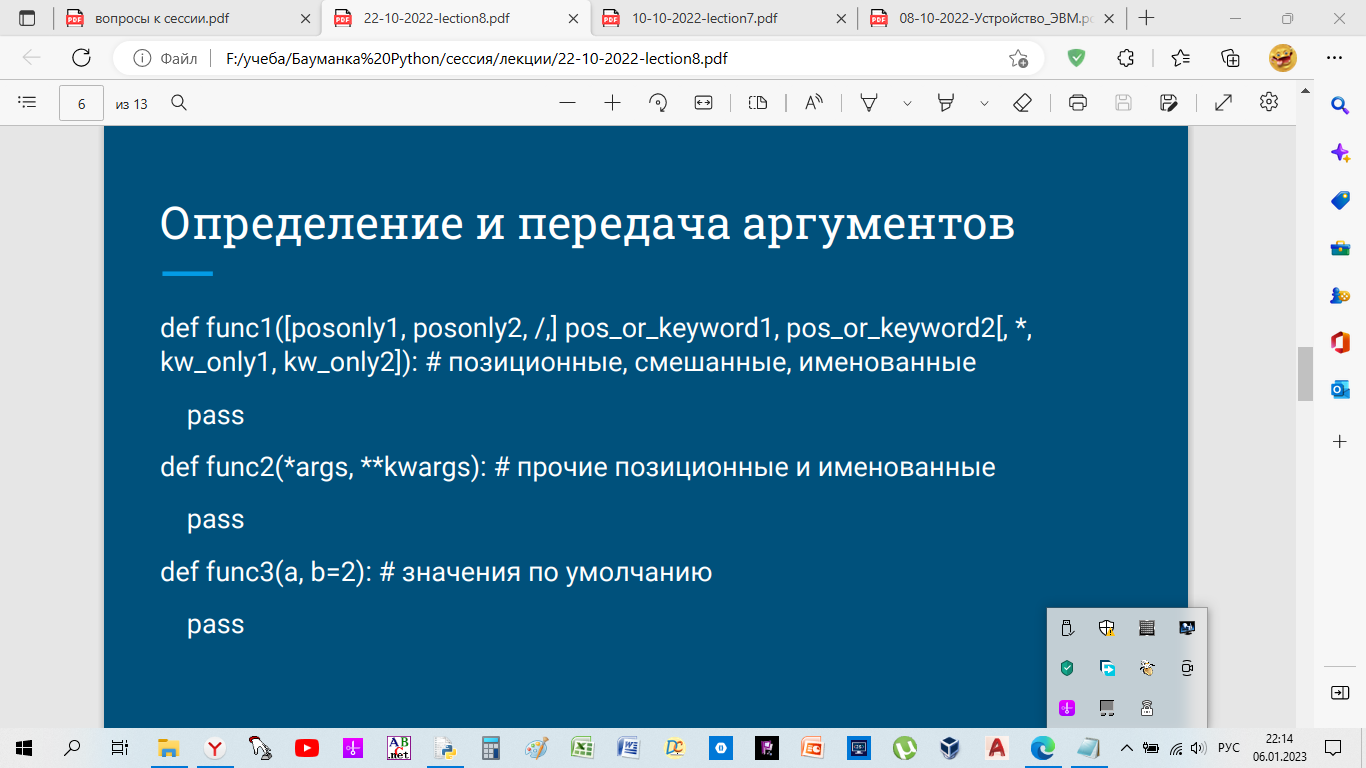 вопросы к сессии.pdf
22-10-2022-lection8.pdf
10-10-2022-lection7.pdf
08-10-2022-Устройство_ЭВМ.
Файл
F:/учеба/Бауманка%20Python/сессия/лекции/22-10-2022-lection8.pdf
6 из 13
Определение и передача аргументов
def func1([posonly1, posonly2, /,] pos_or_keyword1, pos_or_keyword2[, *,
kw_only1, kw_only2]): # позиционные, смешанные, именованные
pass
def func2(*args, **kwargs): # прочие позиционные и именованные
pass
def func3(a, b=2): # значения по умолчанию
pass
РУС
22:14
06.01.2023